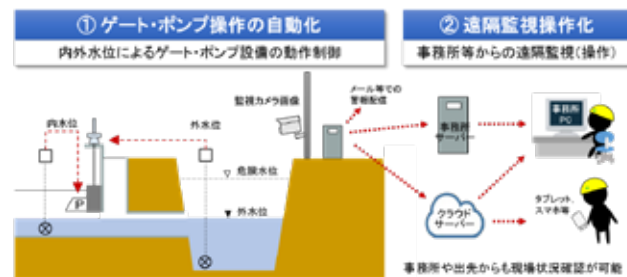 ① ゲート・ポンプ操作の自動化
内外水位によるゲート・ポンプ設備の動作制御
② 遠隔監視操作化
事務所等からの遠隔監視(操作)
監視カメラ画像
メール等での
警報配信
内水位
外水位
P
▽ 危険水位
▼ 外水位
事務所
サーバー
事務所
PC
クラウド
サーバー
タブレット、
スマホ等
事務所や出先からも現場状況確認が可能